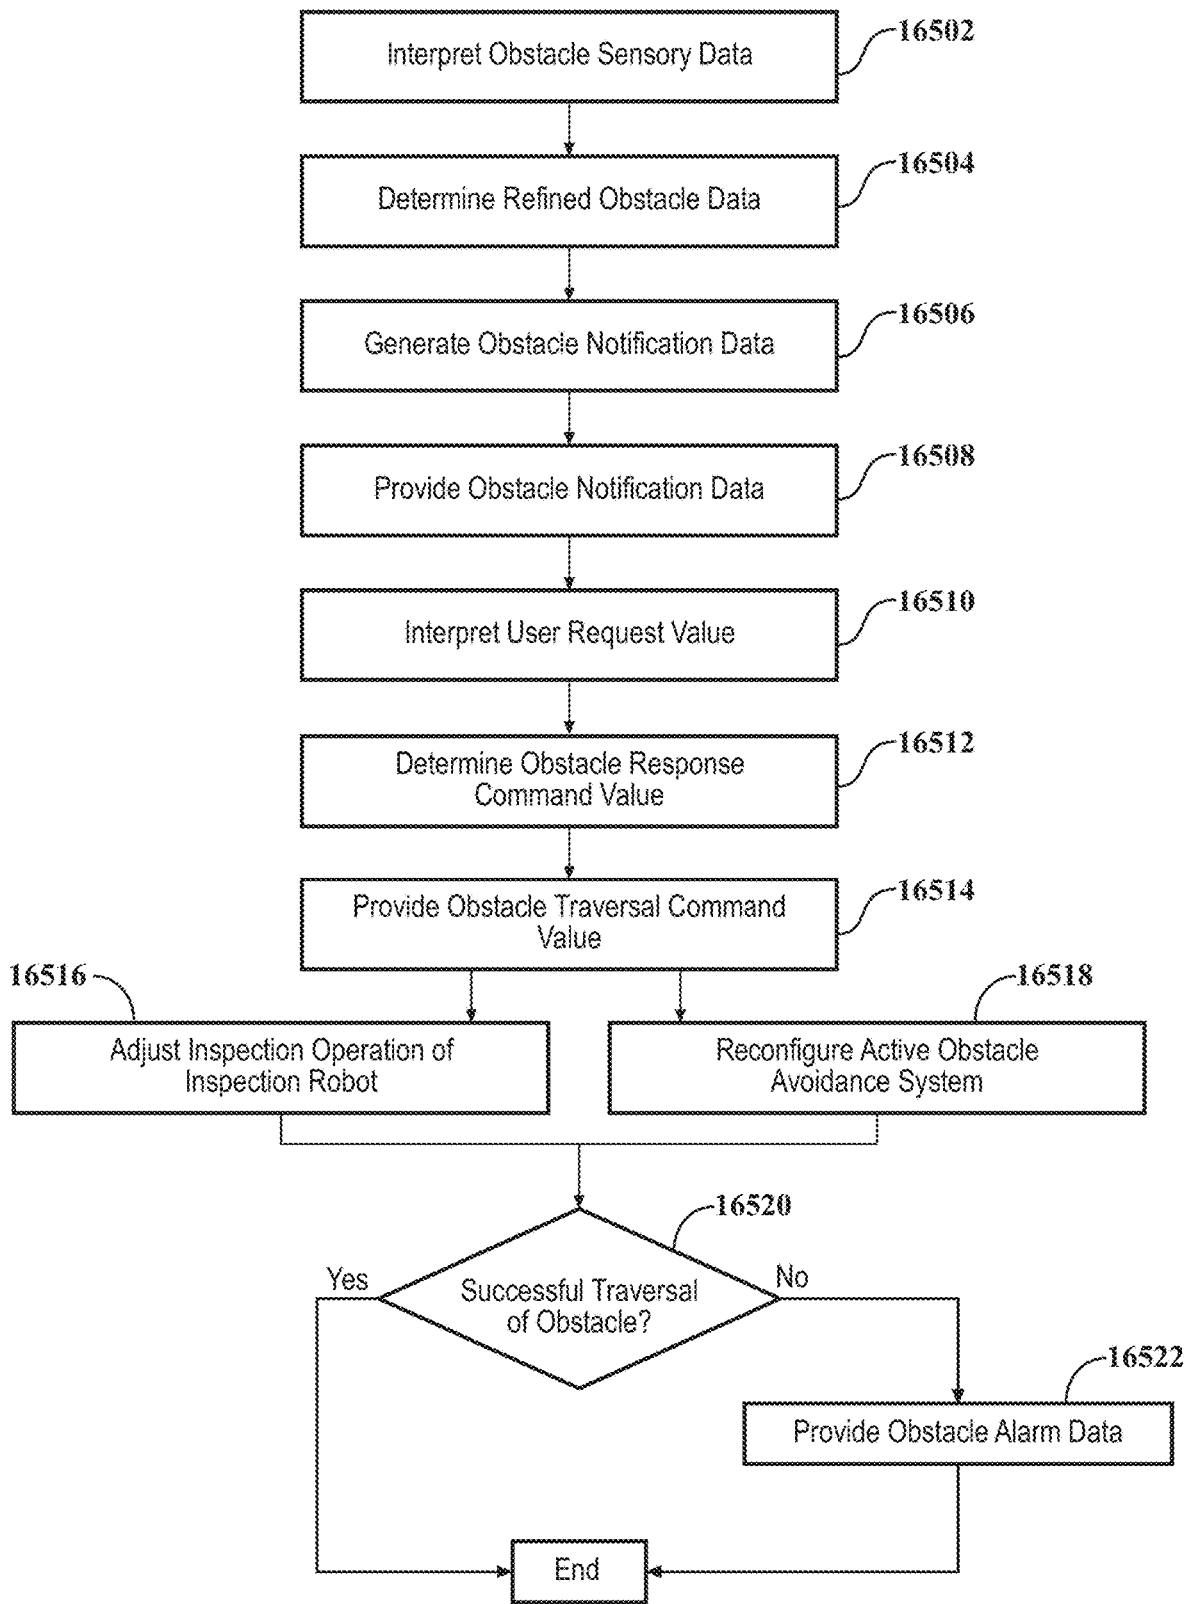 16502
Interpret Obstacle Sensory Data
16504
Determine Refined Obstacle Data
16506
Generate Obstacle Notification Data
16508
Provide Obstacle Notification Data
16510
Interpret User Request Value
16512
Determine Obstacle Response
Command Value
16514
Provide Obstacle Traversal Command
Value
16516
Adjust Inspection Operation of
Inspection Robot
16518
Reconfigure Active Obstacle
Avoidance System
16520
Yes
Successful Traversal
of Obstacle?
No
16522
Provide Obstacle Alarm Data
End